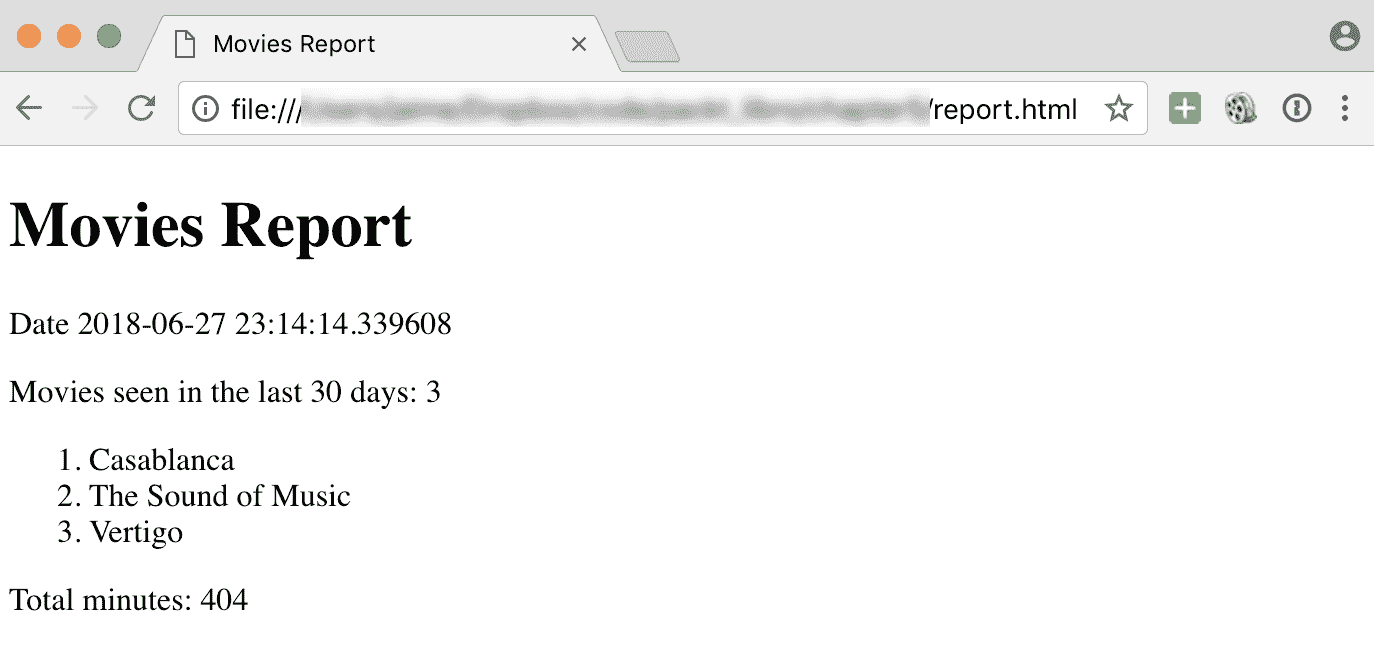 Movies Report
file:///
/report.html
Movies Report
Date 2018-06-27 23:14:14.339608
Movies seen in the last 30 days: 3
1. Casablanca
2. The Sound of Music
3. Vertigo
Total minutes: 404